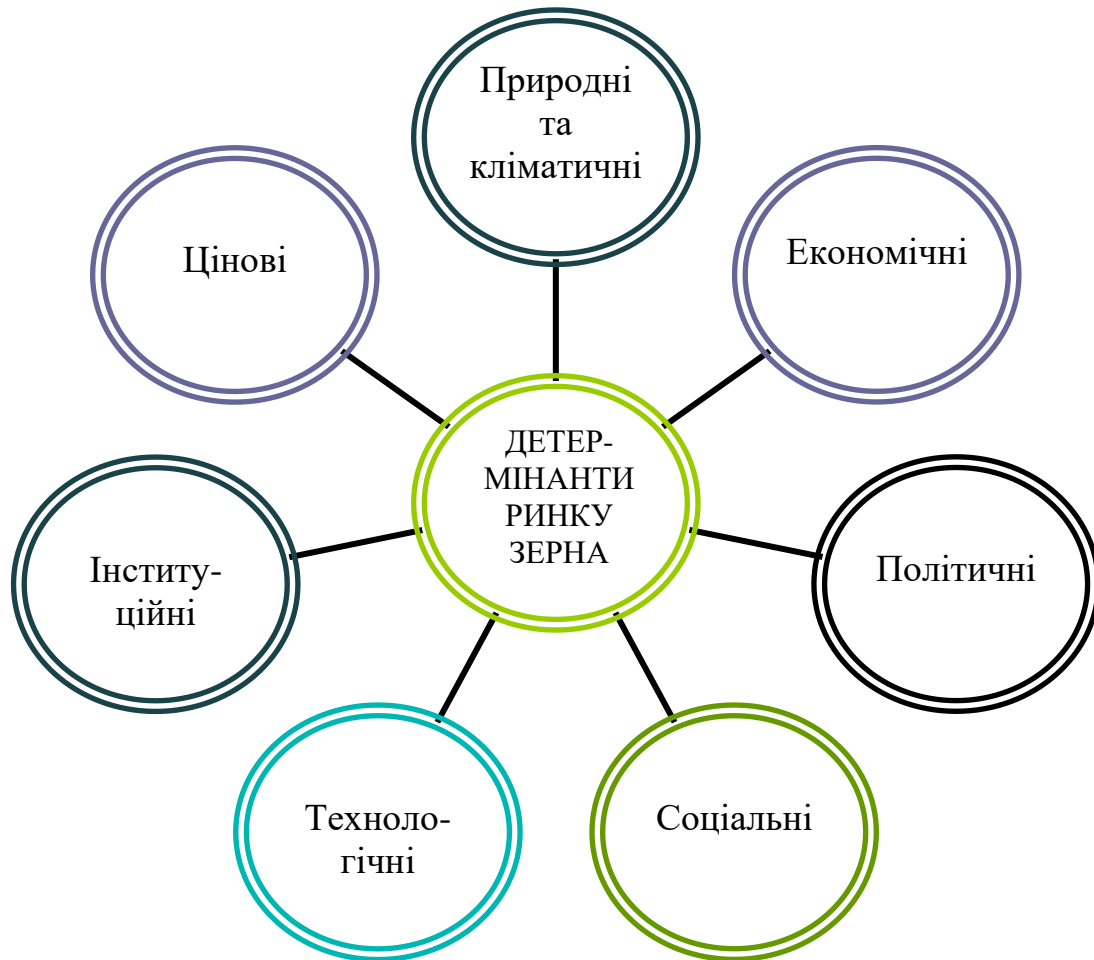 Природні
та
кліматичні
Економічні
Політичні
Соціальні
Техноло-
гічні
Інститу-
ційні
Цінові
ДЕТЕР-
МІНАНТИ
РИНКУ
ЗЕРНА